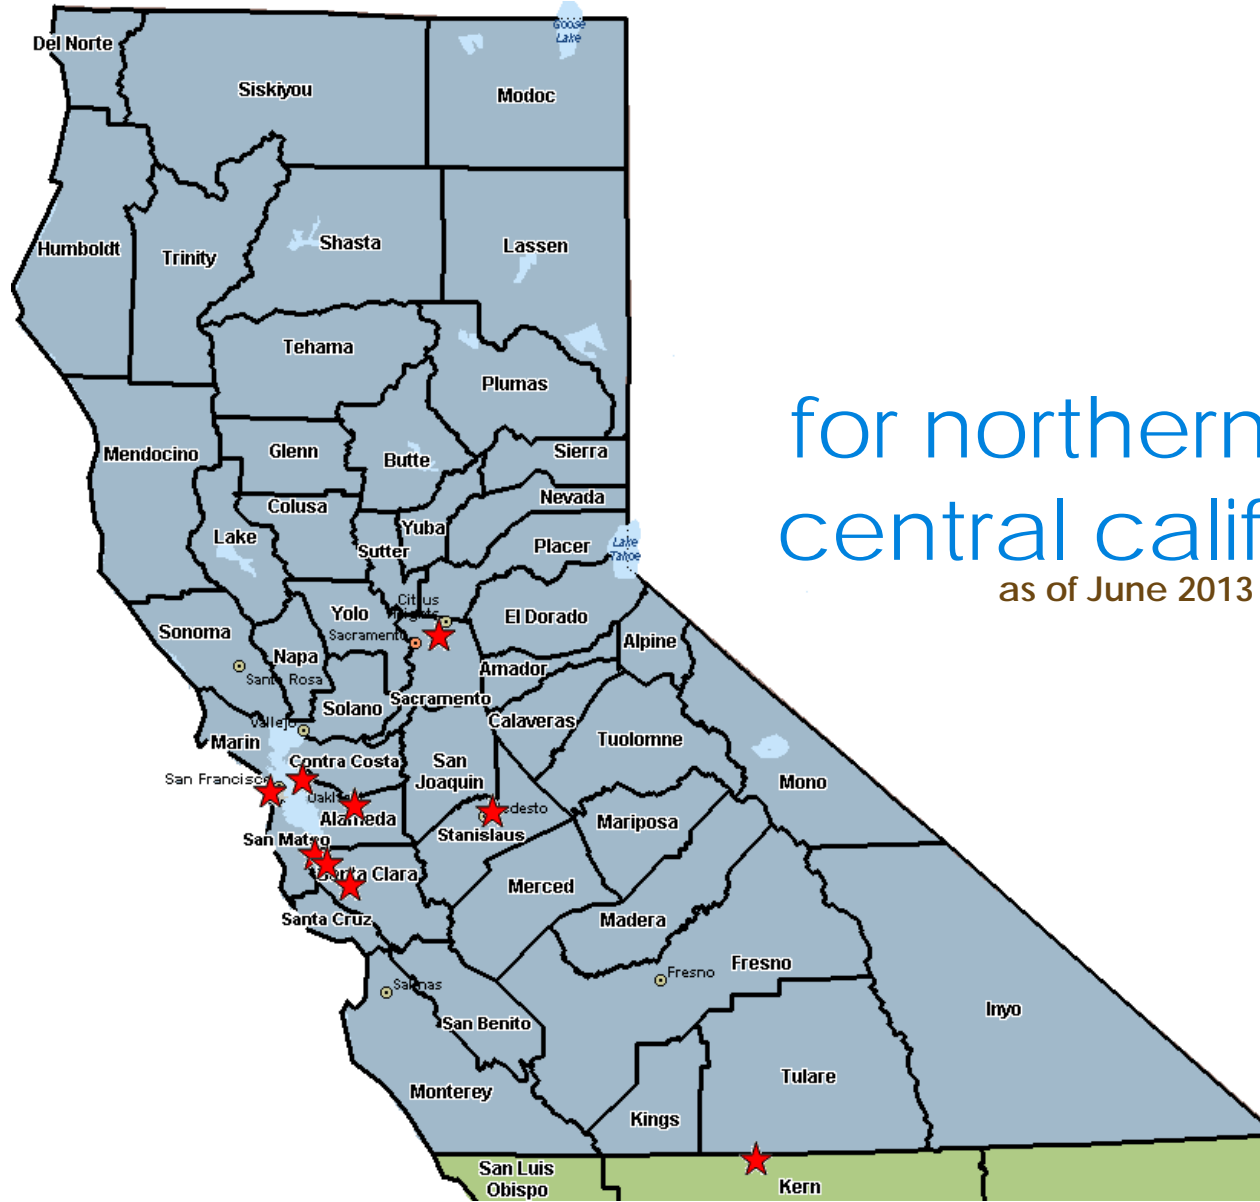 Goose
Lake
Del Norte
Siskiyou
Modoc
Humboldt
Trinity
Shasta
Lassen
Tehama
Plumas
for northern
central calif
as of June 2013
Mendocino
Glenn
Butte
Sierra
Nevada
Colusa
Lake
Yuba
Sutter
Placer
Lake
Tahoe
Citrus
Heights
Yolo
El Dorado
Sonoma
Sacramento
Alpine
Napa
Amador
Santa Rosa
Solano
Sacramento
Calaveras
Vallejo
Marin
Tuolomne
Contra Costa
San
Joaquin
Mono
San Francisc
Oakl
Alameda
desto
Mariposa
Stanislaus
San Mateo
Santa Clara
Merced
Santa Cruz
Madera
Fresno
Fresno
Salinas
Inyo
San Benito
Tulare
Monterey
Kings
San Luis
Obispo
Kern